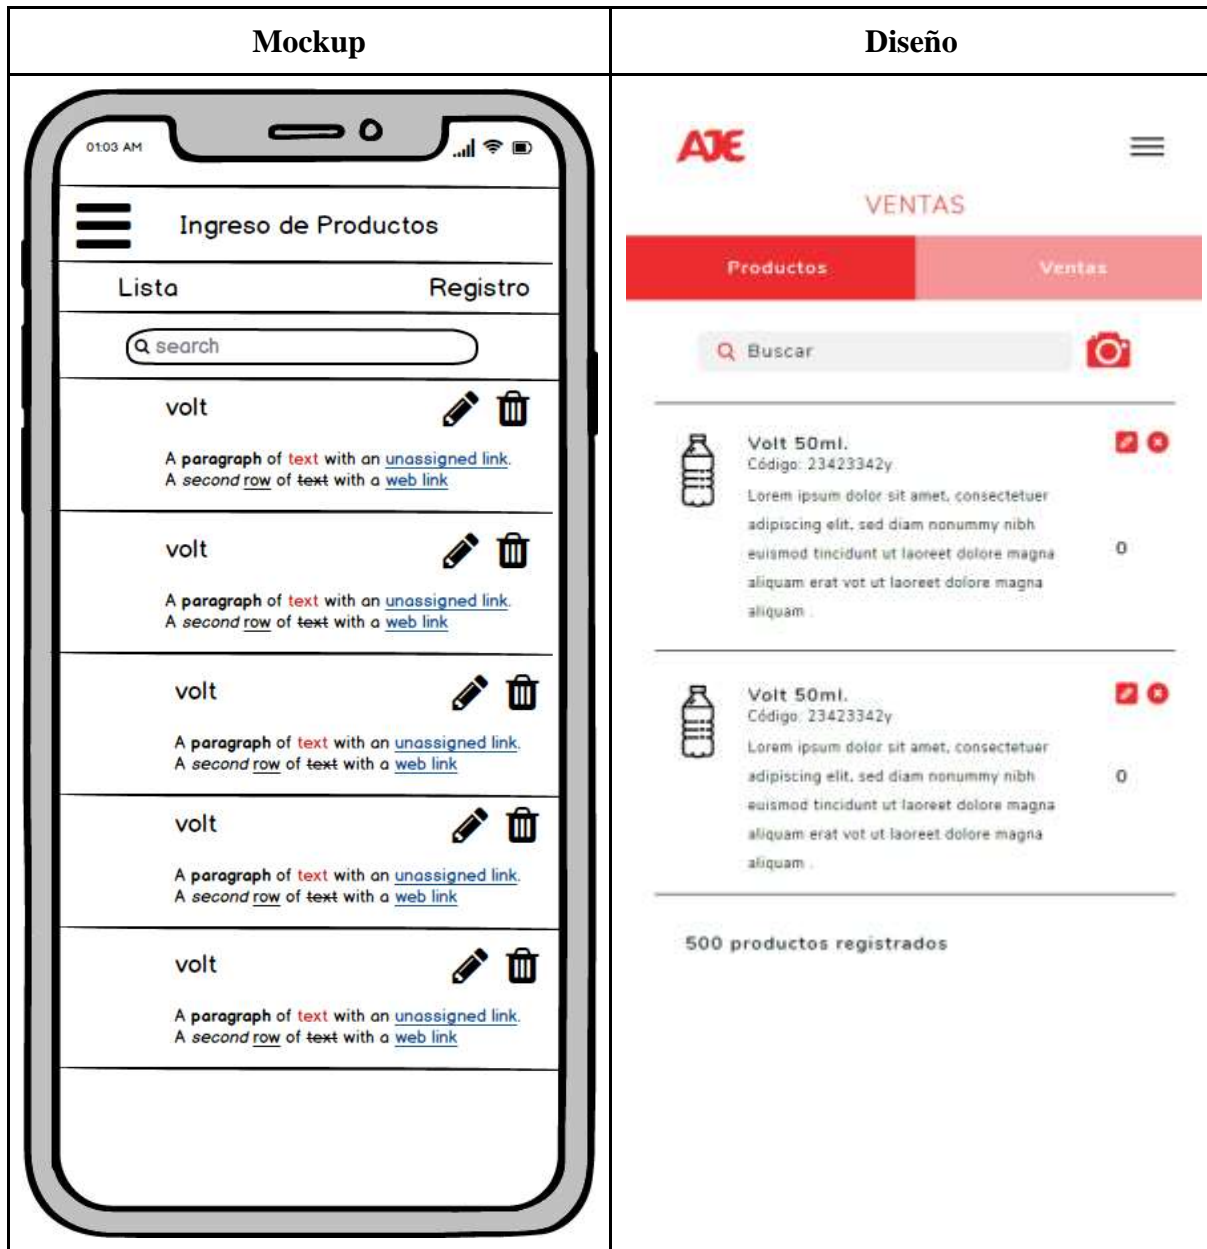 Mockup
Diseño
01:03 AM
Ingreso de Productos
Lista Registro
search
volt
A paragraph of text with an unassigned link.
A second row of text with a web link
volt
A paragraph of text with an unassigned link.
A second row of text with a web link
volt
A paragraph of text with an unassigned link.
A second row of text with a web link
volt
A paragraph of text with an unassigned link.
A second row of text with a web link
volt
A paragraph of text with an unassigned link.
A second row of text with a web link
AJE
VENTAS
Productos Ventas
Buscar
Volt 50ml.
Código: 23423342y
Lorem ipsum dolor sit amet, consectetuer
adipiscing elit, sed diam nonummy nibh
euismod tincidunt ut laoreet dolore magna
0
aliquam erat vot ut laoreet dolore magna
aliquam .
Volt 50ml.
Código: 23423342y
Lorem ipsum dolor sit amet, consectetuer
adipiscing elit, sed diam nonummy nibh
0
euismod tincidunt ut laoreet dolore magna
aliquam erat vot ut laoreet dolore magna
aliquam .
500 productos registrados